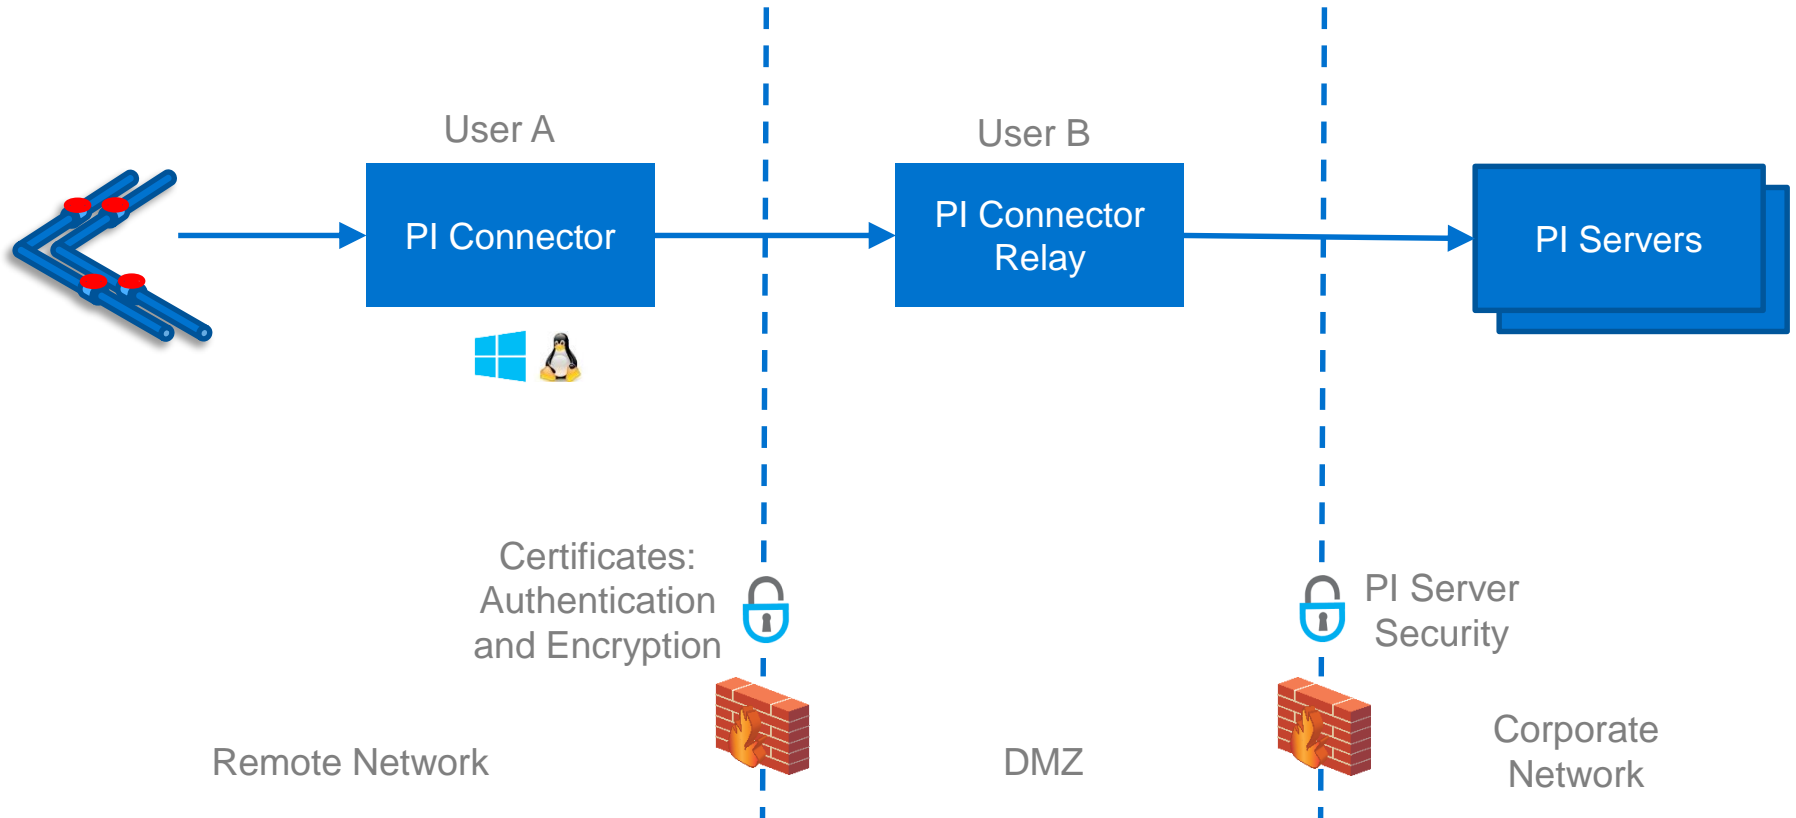 User A
User B
PI Connector
PI Connector
Relay
PI Servers
Certificates:
Authentication
and Encryption
PI Server
Security
Remote Network
DMZ
Corporate
Network